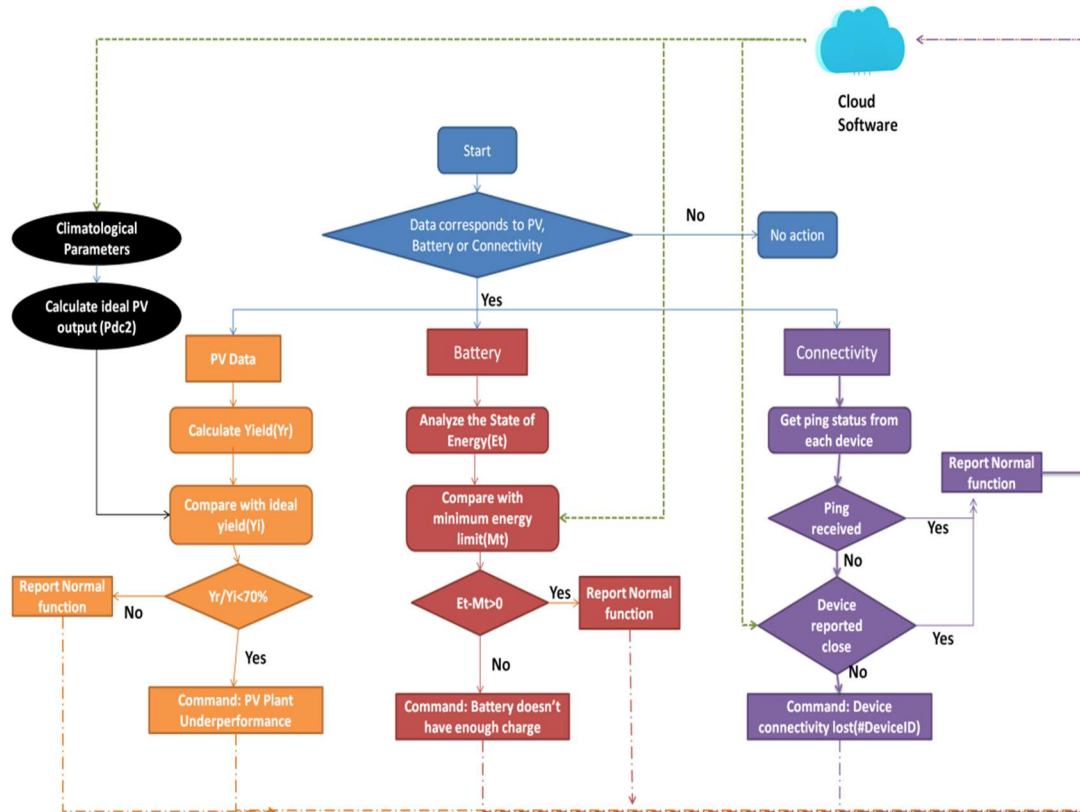 Cloud
Software
Start
Data corresponds to PV,
Battery or Connectivity
No
No action
Climatological
Parameters
Calculate ideal PV
output (Pdc2)
Yes
PV Data
Battery
Connectivity
Calculate Yield(Yr)
Analyze the State of
Energy(Et)
Get ping status from
each device
Compare with ideal
yield(Yi)
Compare with
minimum energy
limit(Mt)
Ping
received
Yes
Report Normal
function
No
Report Normal
function
No
Yr/Yi<70%
Et-Mt>0
Yes
Report Normal
function
Device
reported
close
Yes
Yes
No
No
Command: PV Plant
Underperformance
Command: Battery doesn't
have enough charge
Command: Device
connectivity lost(#DeviceID)